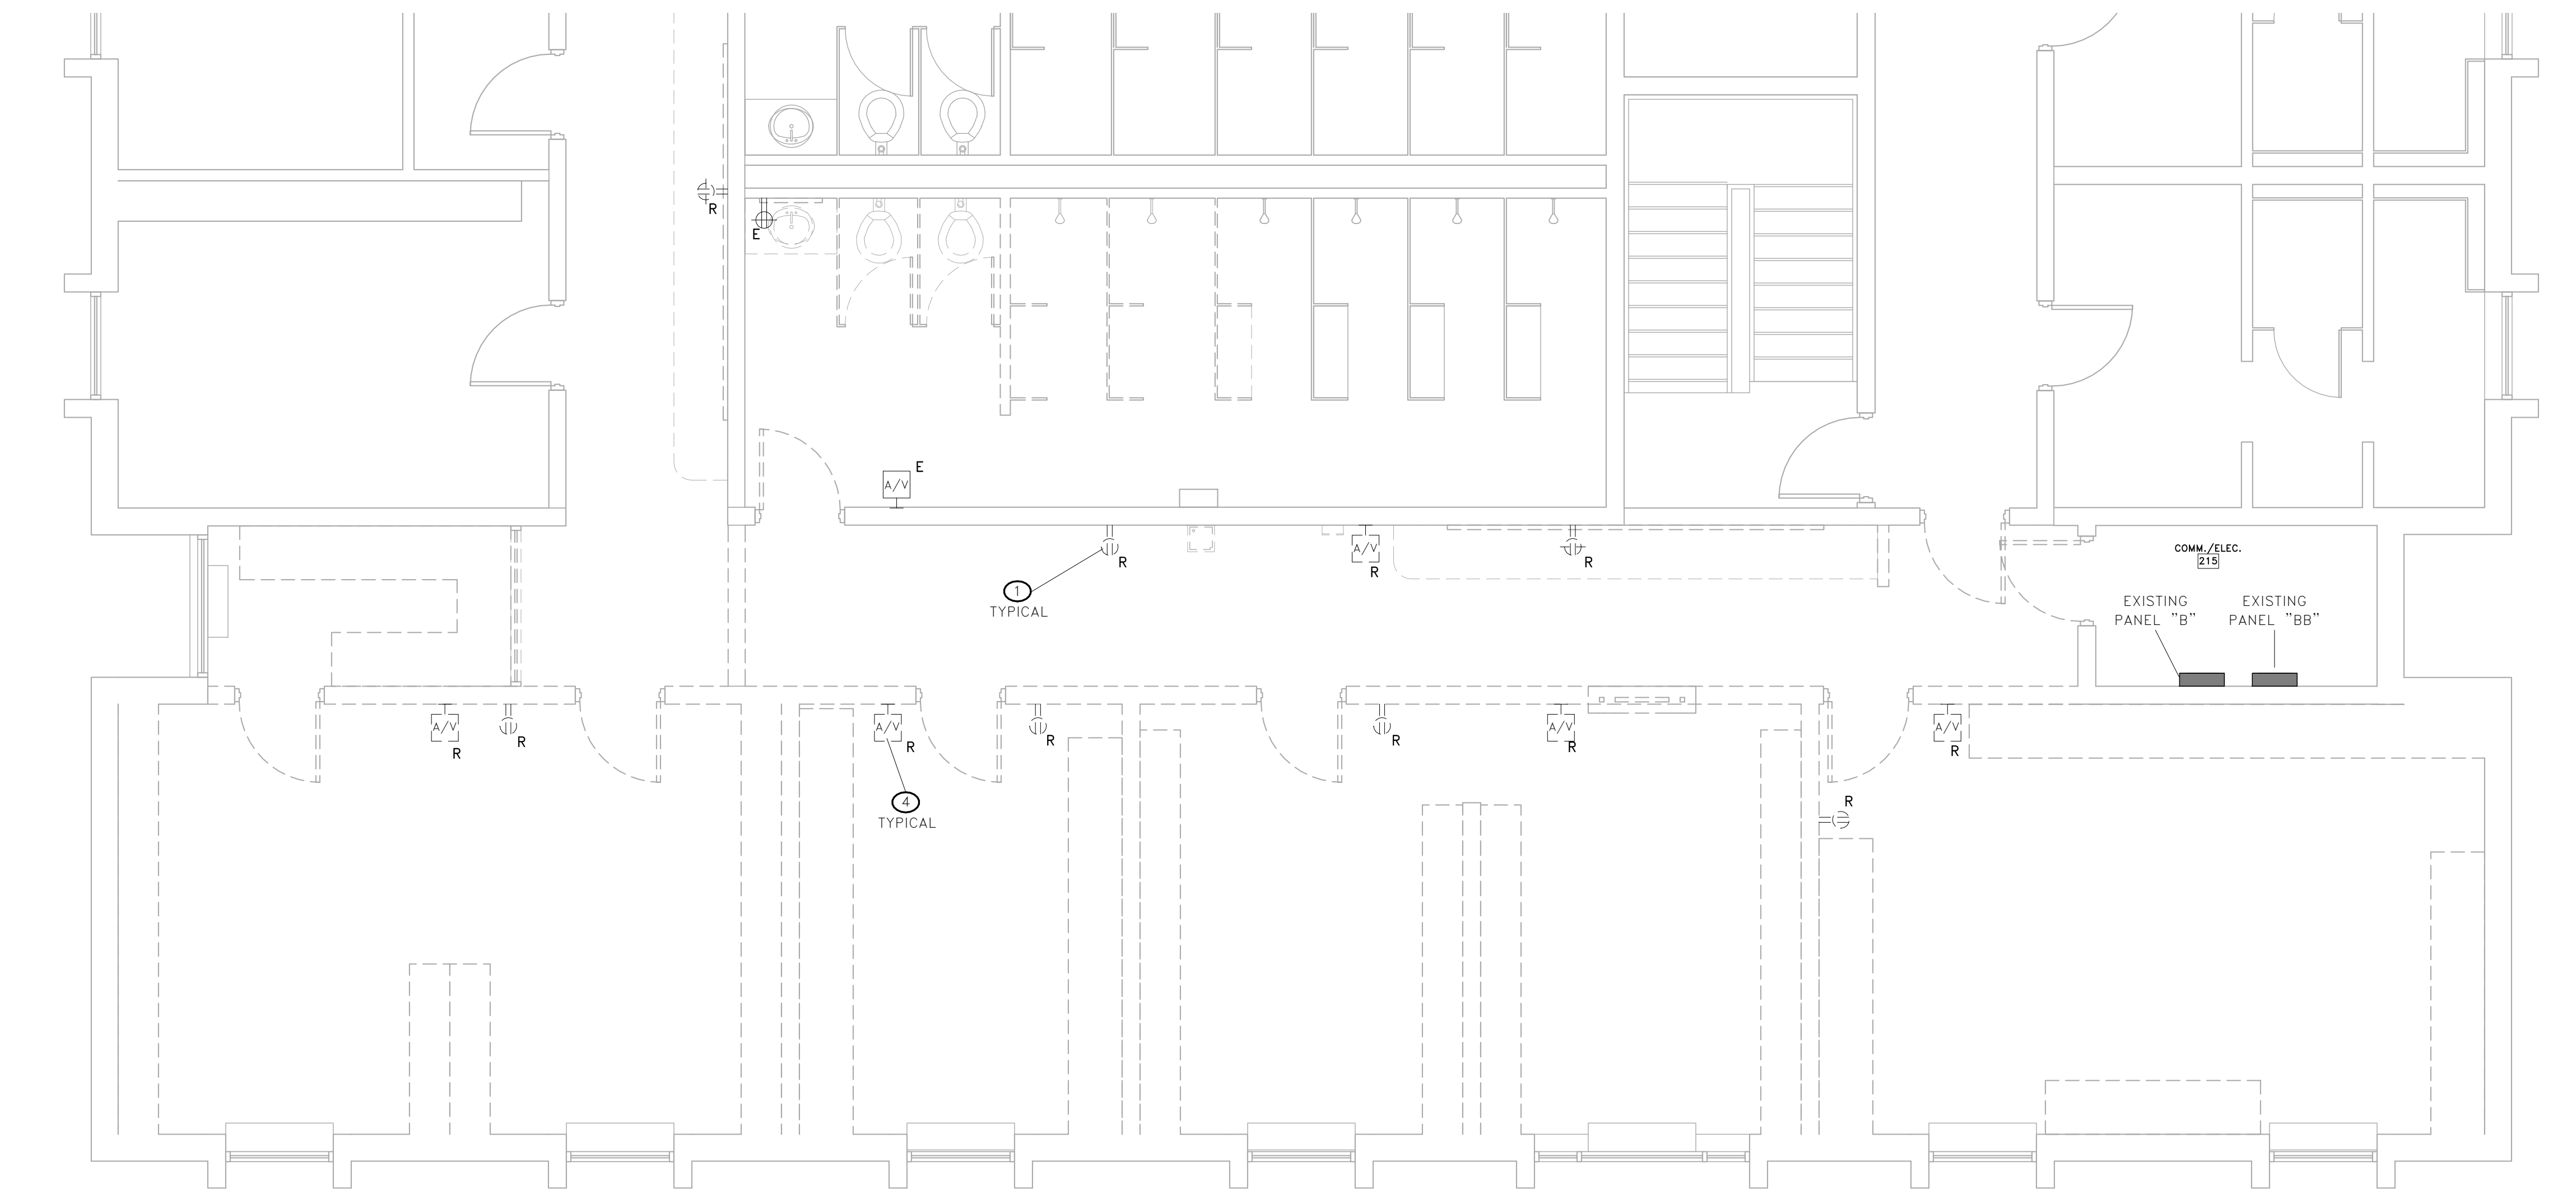 R
E
E
A/V
R
A/V
R
R
COMM./ELEC.
215
1
TYPICAL
EXISTING
PANEL "B"
EXISTING
PANEL "BB"
A/V
R
R
A/V
R
R
R
A/V
R
A/V
R
4
TYPICAL
R